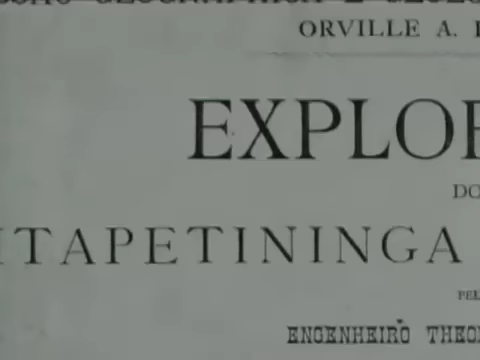 ORVILLE A.
EXPLOR
DO
ITAPETININGA
PEL
ENGENHEIRO THEO